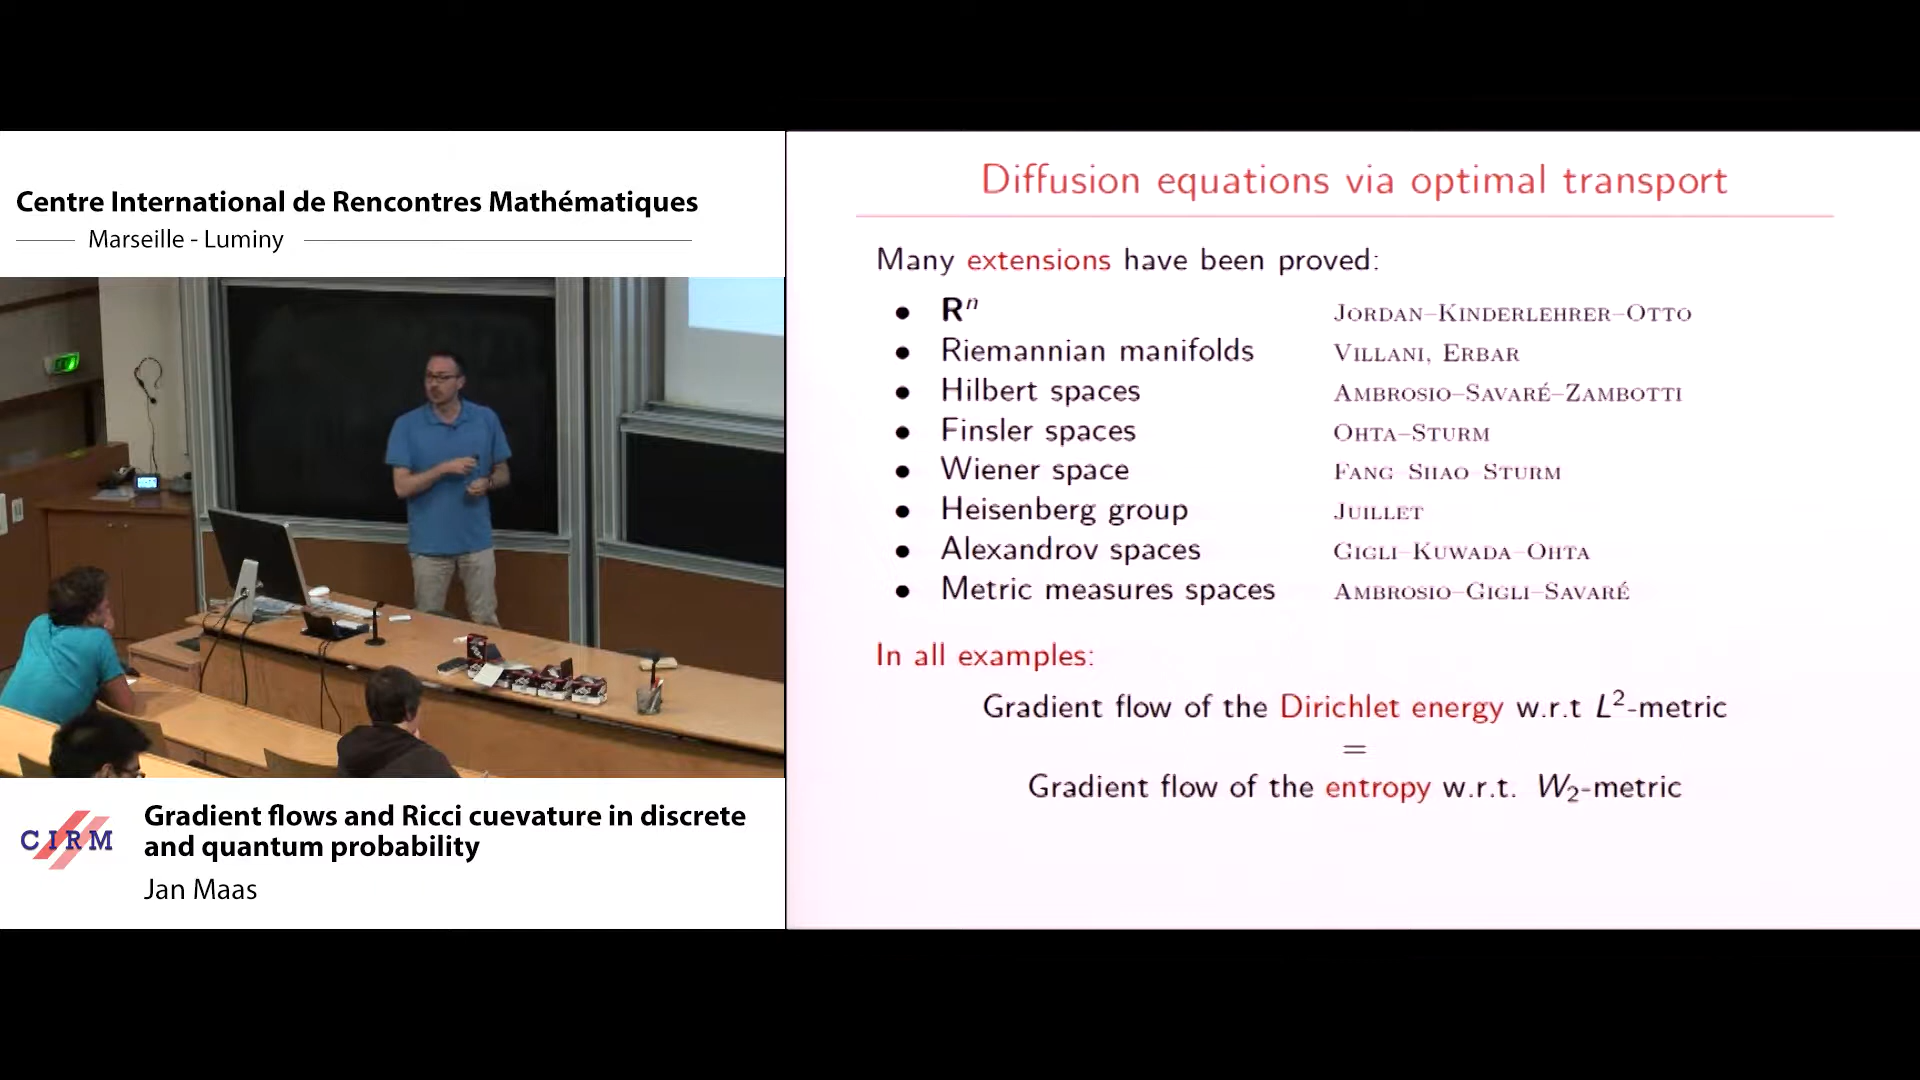 Centre International de Rencontres Mathématiques
Marseille - Luminy
CIRM
Gradient flows and Ricci cuevature in discrete
and quantum probability
Jan Maas
Diffusion equations via optimal transport
Many extensions have been proved:
• Rⁿ JORDAN–KINDERLEHRER–OTTO
• Riemannian manifolds VILLANI, ERBAR
• Hilbert spaces AMBROSIO–SAVARÉ–ZAMBOTTI
• Finsler spaces OHTA–STURM
• Wiener space FANG–SHAO–STURM
• Heisenberg group JUILLET
• Alexandrov spaces GIGLI–KUWADA–OHTA
• Metric measures spaces AMBROSIO–GIGLI–SAVARÉ
In all examples:
Gradient flow of the Dirichlet energy w.r.t L²-metric
=
Gradient flow of the entropy w.r.t. W₂-metric